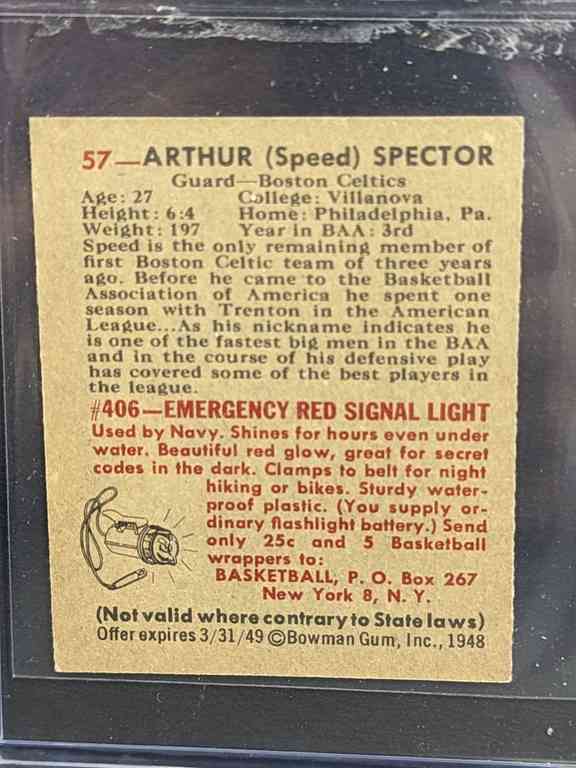 57—ARTHUR (Speed) SPECTOR
Guard—Boston Celtics
Age: 27 College: Villanova
Height: 6:4 Home: Philadelphia, Pa.
Weight: 197 Year in BAA: 3rd
Speed is the only remaining member of
first Boston Celtic team of three years
ago. Before he came to the Basketball
Association of America he spent one
season with Trenton in the American
League...As his nickname indicates he
is one of the fastest big men in the BAA
and in the course of his defensive play
has covered some of the best players in
the league.
#406—EMERGENCY RED SIGNAL LIGHT
Used by Navy. Shines for hours even under
water. Beautiful red glow, great for secret
codes in the dark. Clamps to belt for night
hiking or bikes. Sturdy water-
proof plastic. (You supply or-
dinary flashlight battery.) Send
only 25c and 5 Basketball
wrappers to:
BASKETBALL, P. O. Box 267
New York 8, N. Y.
(Not valid where contrary to State laws)
Offer expires 3/31/49 ©Bowman Gum, Inc., 1948